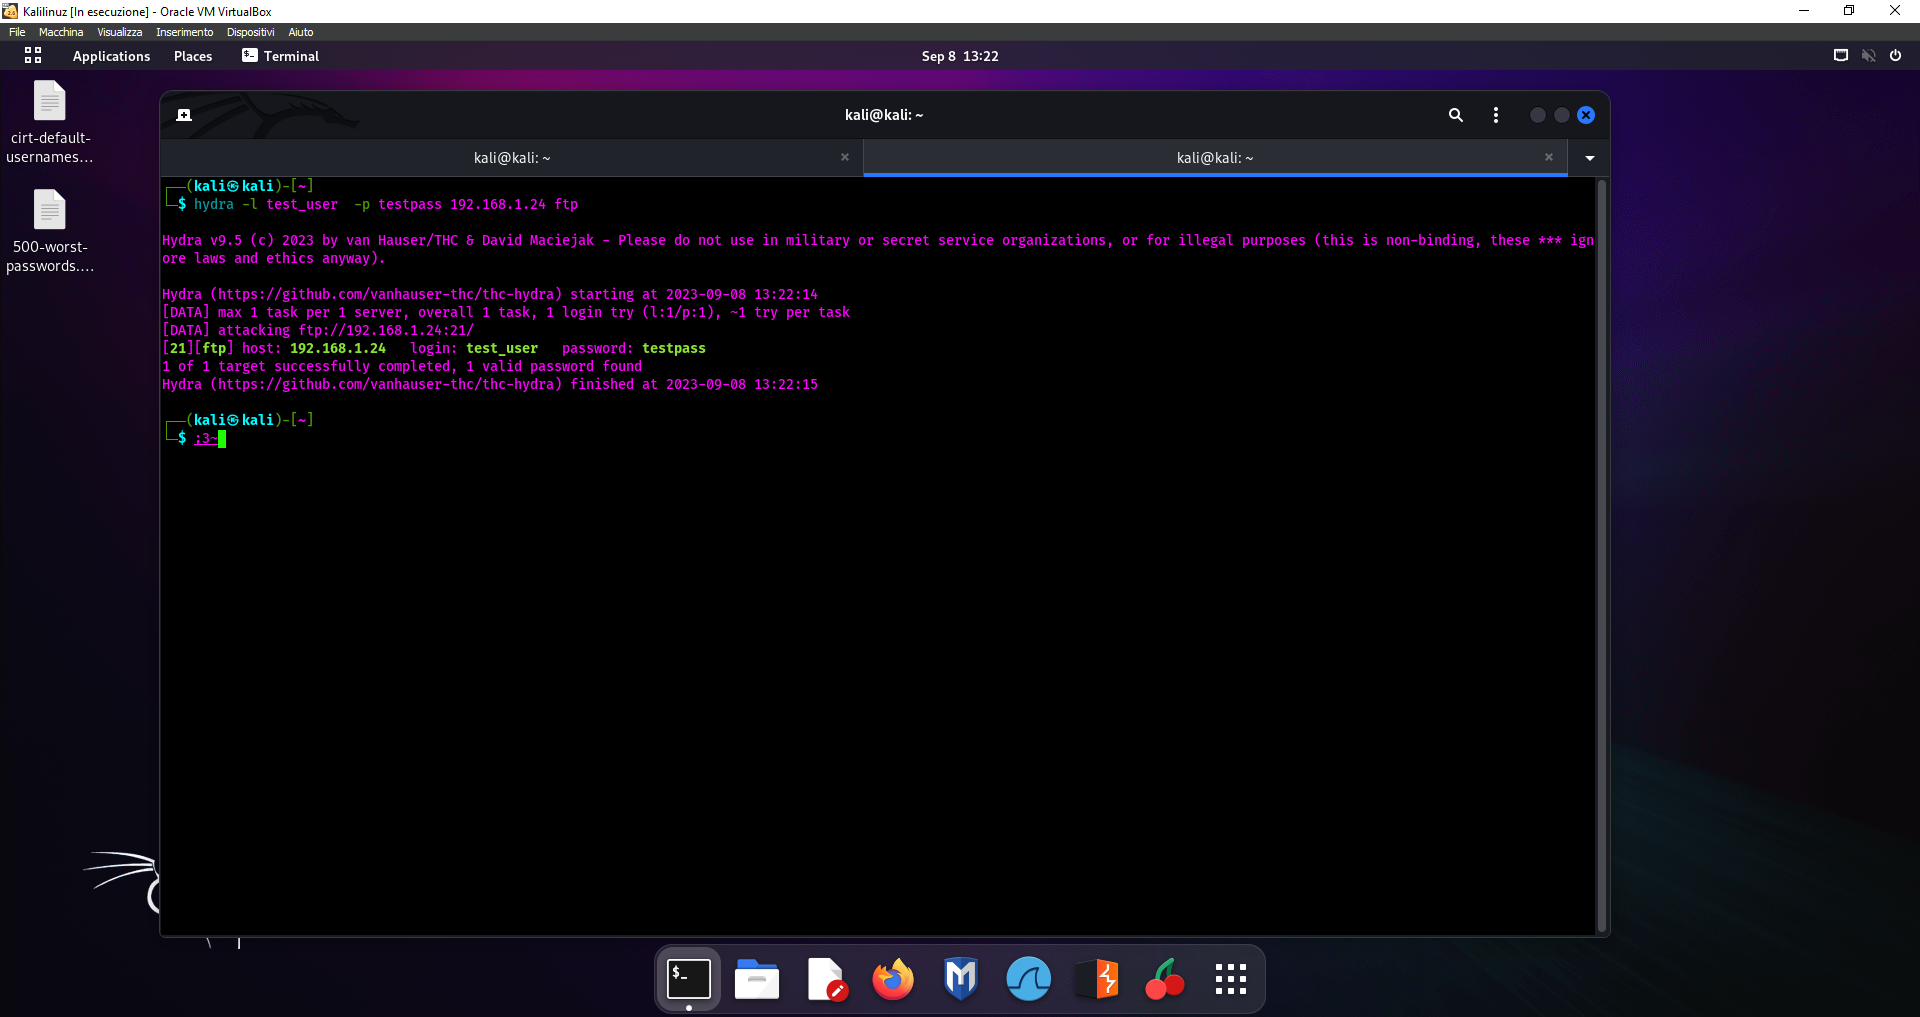 Kalilinuz [In esecuzione] - Oracle VM VirtualBox
File Macchina Visualizza Inserimento Dispositivi Aiuto
Applications Places Terminal Sep 8 13:22
cirt-default-
usernames...
500-worst-
passwords....
kali@kali: ~
kali@kali: ~ kali@kali: ~
┌──(kali㉿kali)-[~]
└─$ hydra -l test_user  -p testpass 192.168.1.24 ftp
Hydra v9.5 (c) 2023 by van Hauser/THC & David Maciejak - Please do not use in military or secret service organizations, or for illegal purposes (this is non-binding, these *** ign
ore laws and ethics anyway).
Hydra (https://github.com/vanhauser-thc/thc-hydra) starting at 2023-09-08 13:22:14
[DATA] max 1 task per 1 server, overall 1 task, 1 login try (l:1/p:1), ~1 try per task
[DATA] attacking ftp://192.168.1.24:21/
[21][ftp] host: 192.168.1.24   login: test_user   password: testpass
1 of 1 target successfully completed, 1 valid password found
Hydra (https://github.com/vanhauser-thc/thc-hydra) finished at 2023-09-08 13:22:15
┌──(kali㉿kali)-[~]
└─$ ;3~